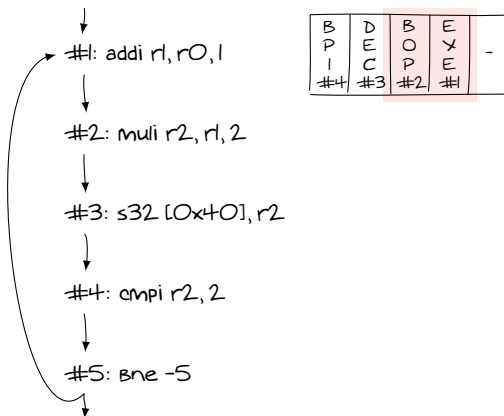 #1: addi r1, r0, 1
#2: muli r2, r1, 2
#3: s32 [0x40], r2
#4: cmpi r2, 2
#5: Bne -5
B D B E
P E O X -
I C P E
#4 #3 #2 #1